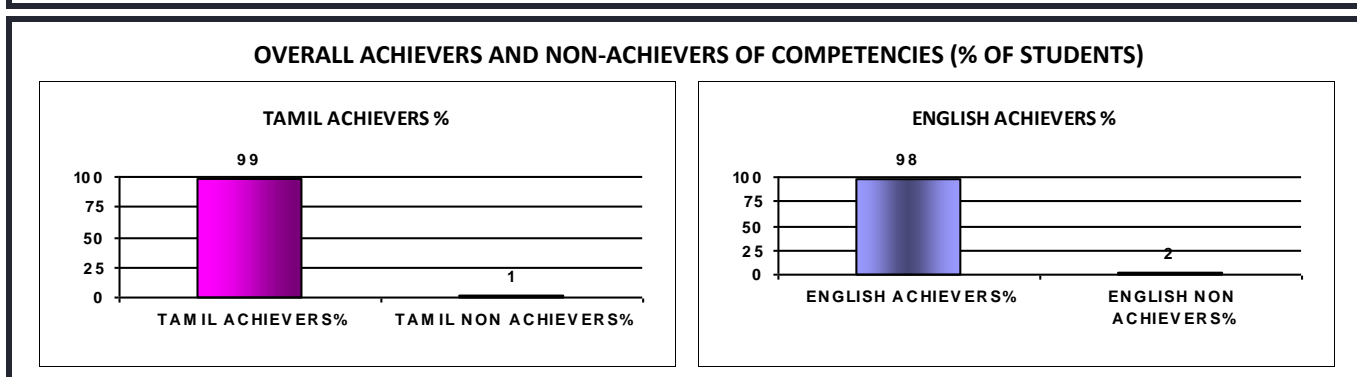 OVERALL ACHIEVERS AND NON-ACHIEVERS OF COMPETENCIES (% OF STUDENTS)
TAMIL ACHIEVERS %
99
100
75
50
25
0
1
TAMIL ACHIEVERS%
TAMIL NON ACHIEVERS%
ENGLISH ACHIEVERS %
98
100
75
50
25
0
2
ENGLISH ACHIEVERS%
ENGLISH NON
ACHIEVERS%